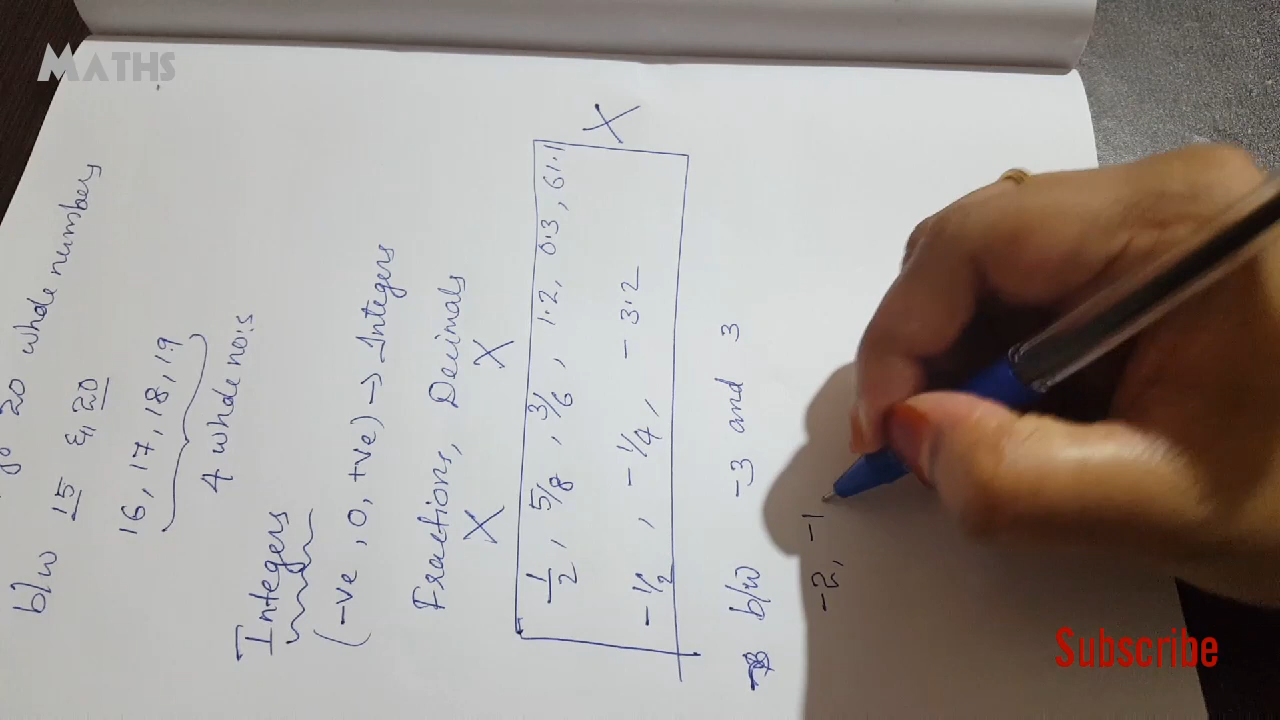 MATHS
20 whole numbers
b/w 15 & 20
16, 17, 18, 19
4 whole no:s
Integers
(-ve, 0, +ve) → Integers
Fractions, Decimals
X X
1/2, 5/8, 3/6, 1.2, 0.3, 61.1
X
-1/2, -1/4, -3.2
b/w -3 and 3
-2, -1
Subscribe